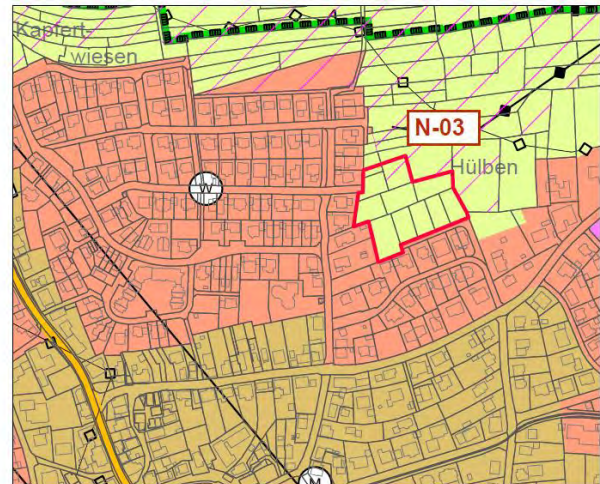 Kapfert-
wiesen
N-03
Hülben
W
M